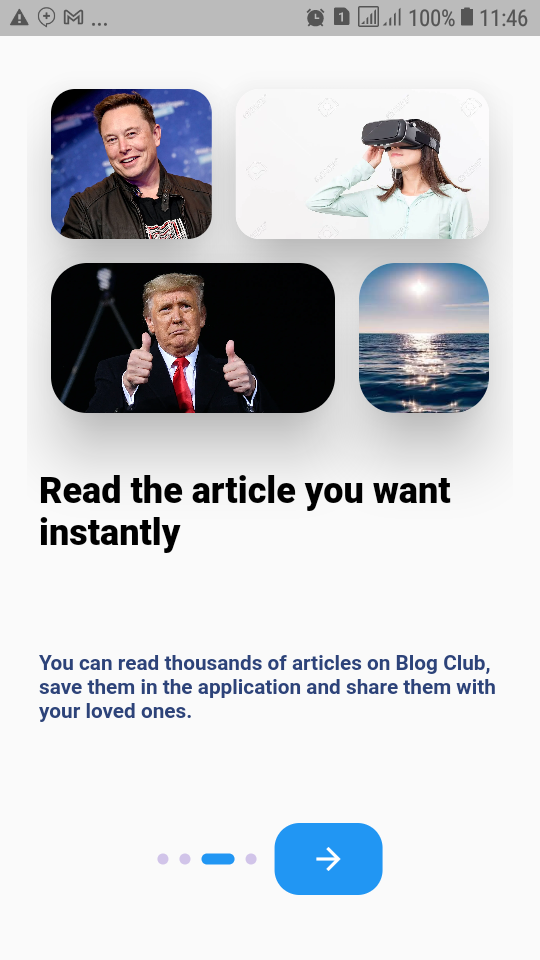 ... 1 100% 11:46
Read the article you want
instantly
You can read thousands of articles on Blog Club,
save them in the application and share them with
your loved ones.